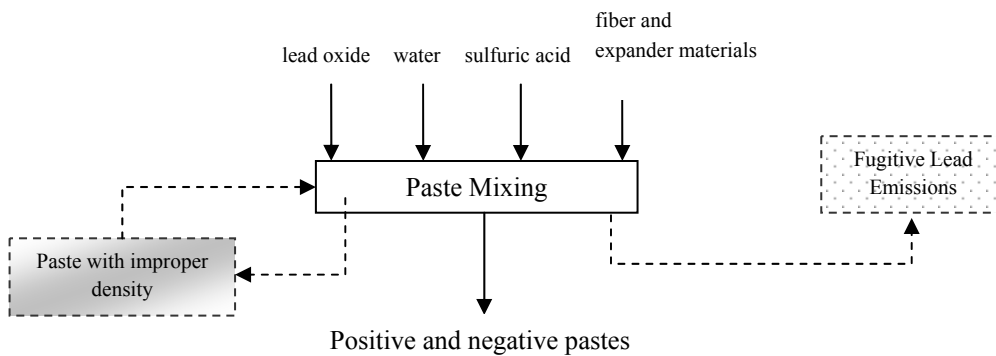 fiber and
expander materials
lead oxide
water
sulfuric acid
Paste Mixing
Fugitive Lead
Emissions
Paste with improper
density
Positive and negative pastes